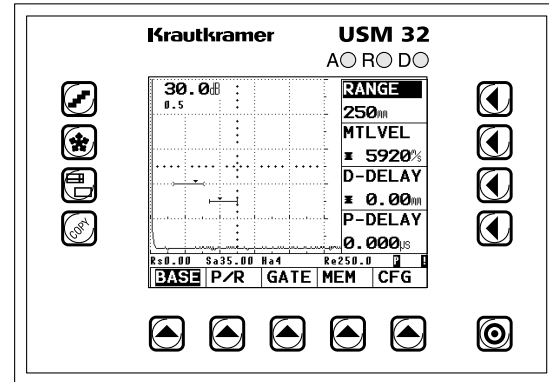 Krautkramer USM 32
A R D
30.0dB RANGE
0.5
250mm
MTLVEL
5920m/s
D-DELAY
0.00mm
P-DELAY
0.000µs
COPY
Rs0.00 Sa35.00 Ha4 Re250.0 P !
BASE P/R GATE MEM CFG